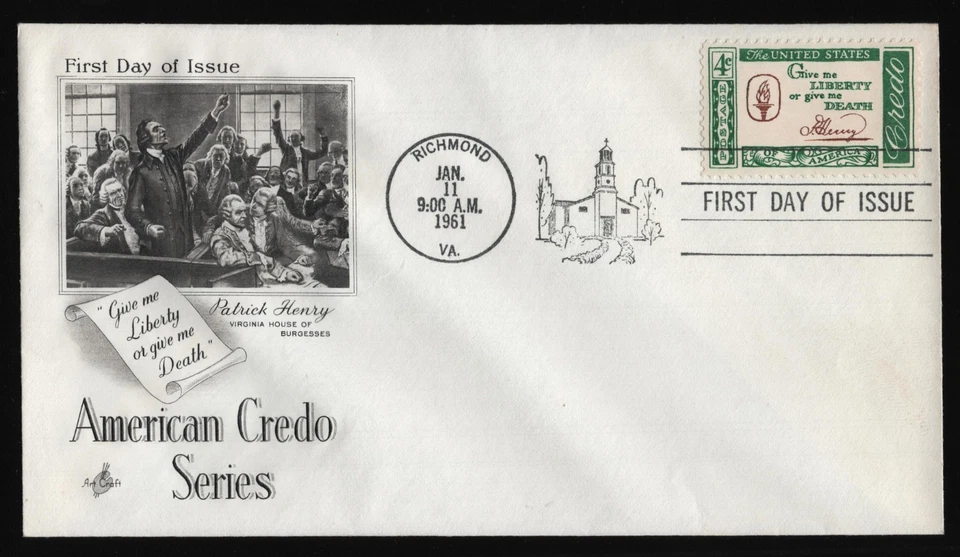 First Day of Issue
Patrick Henry
VIRGINIA HOUSE OF
BURGESSES
"Give me
Liberty
or give me
Death"
American Credo
Series
Art Craft
RICHMOND
JAN.
11
9:00 A.M.
1961
VA.
4¢
POSTAGE
The UNITED STATES
Give me
LIBERTY
or give me
DEATH
P. Henry
OF AMERICA
Credo
FIRST DAY OF ISSUE